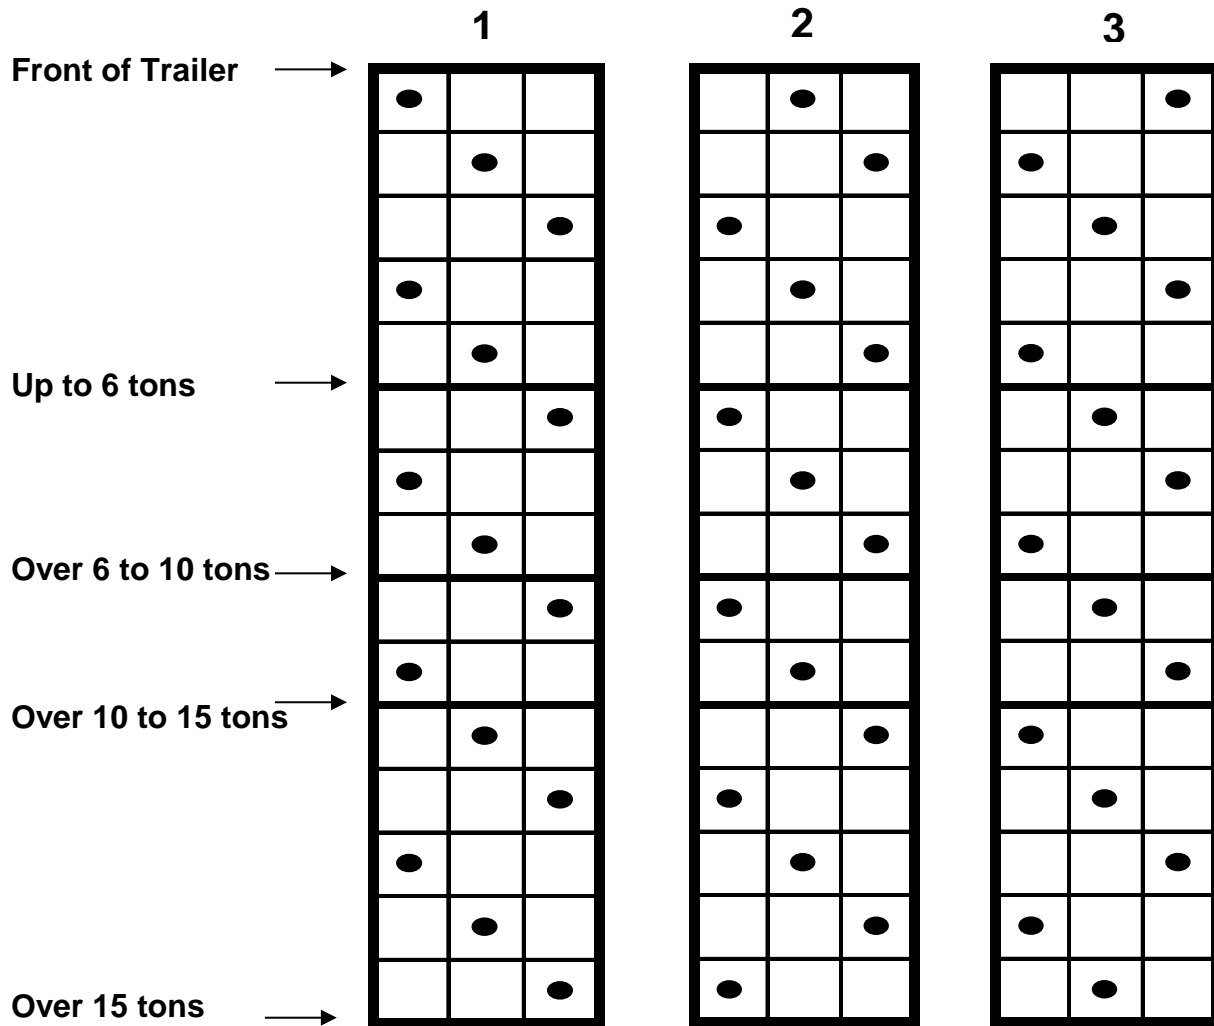 1 2 3
Front of Trailer
Up to 6 tons
Over 6 to 10 tons
Over 10 to 15 tons
Over 15 tons